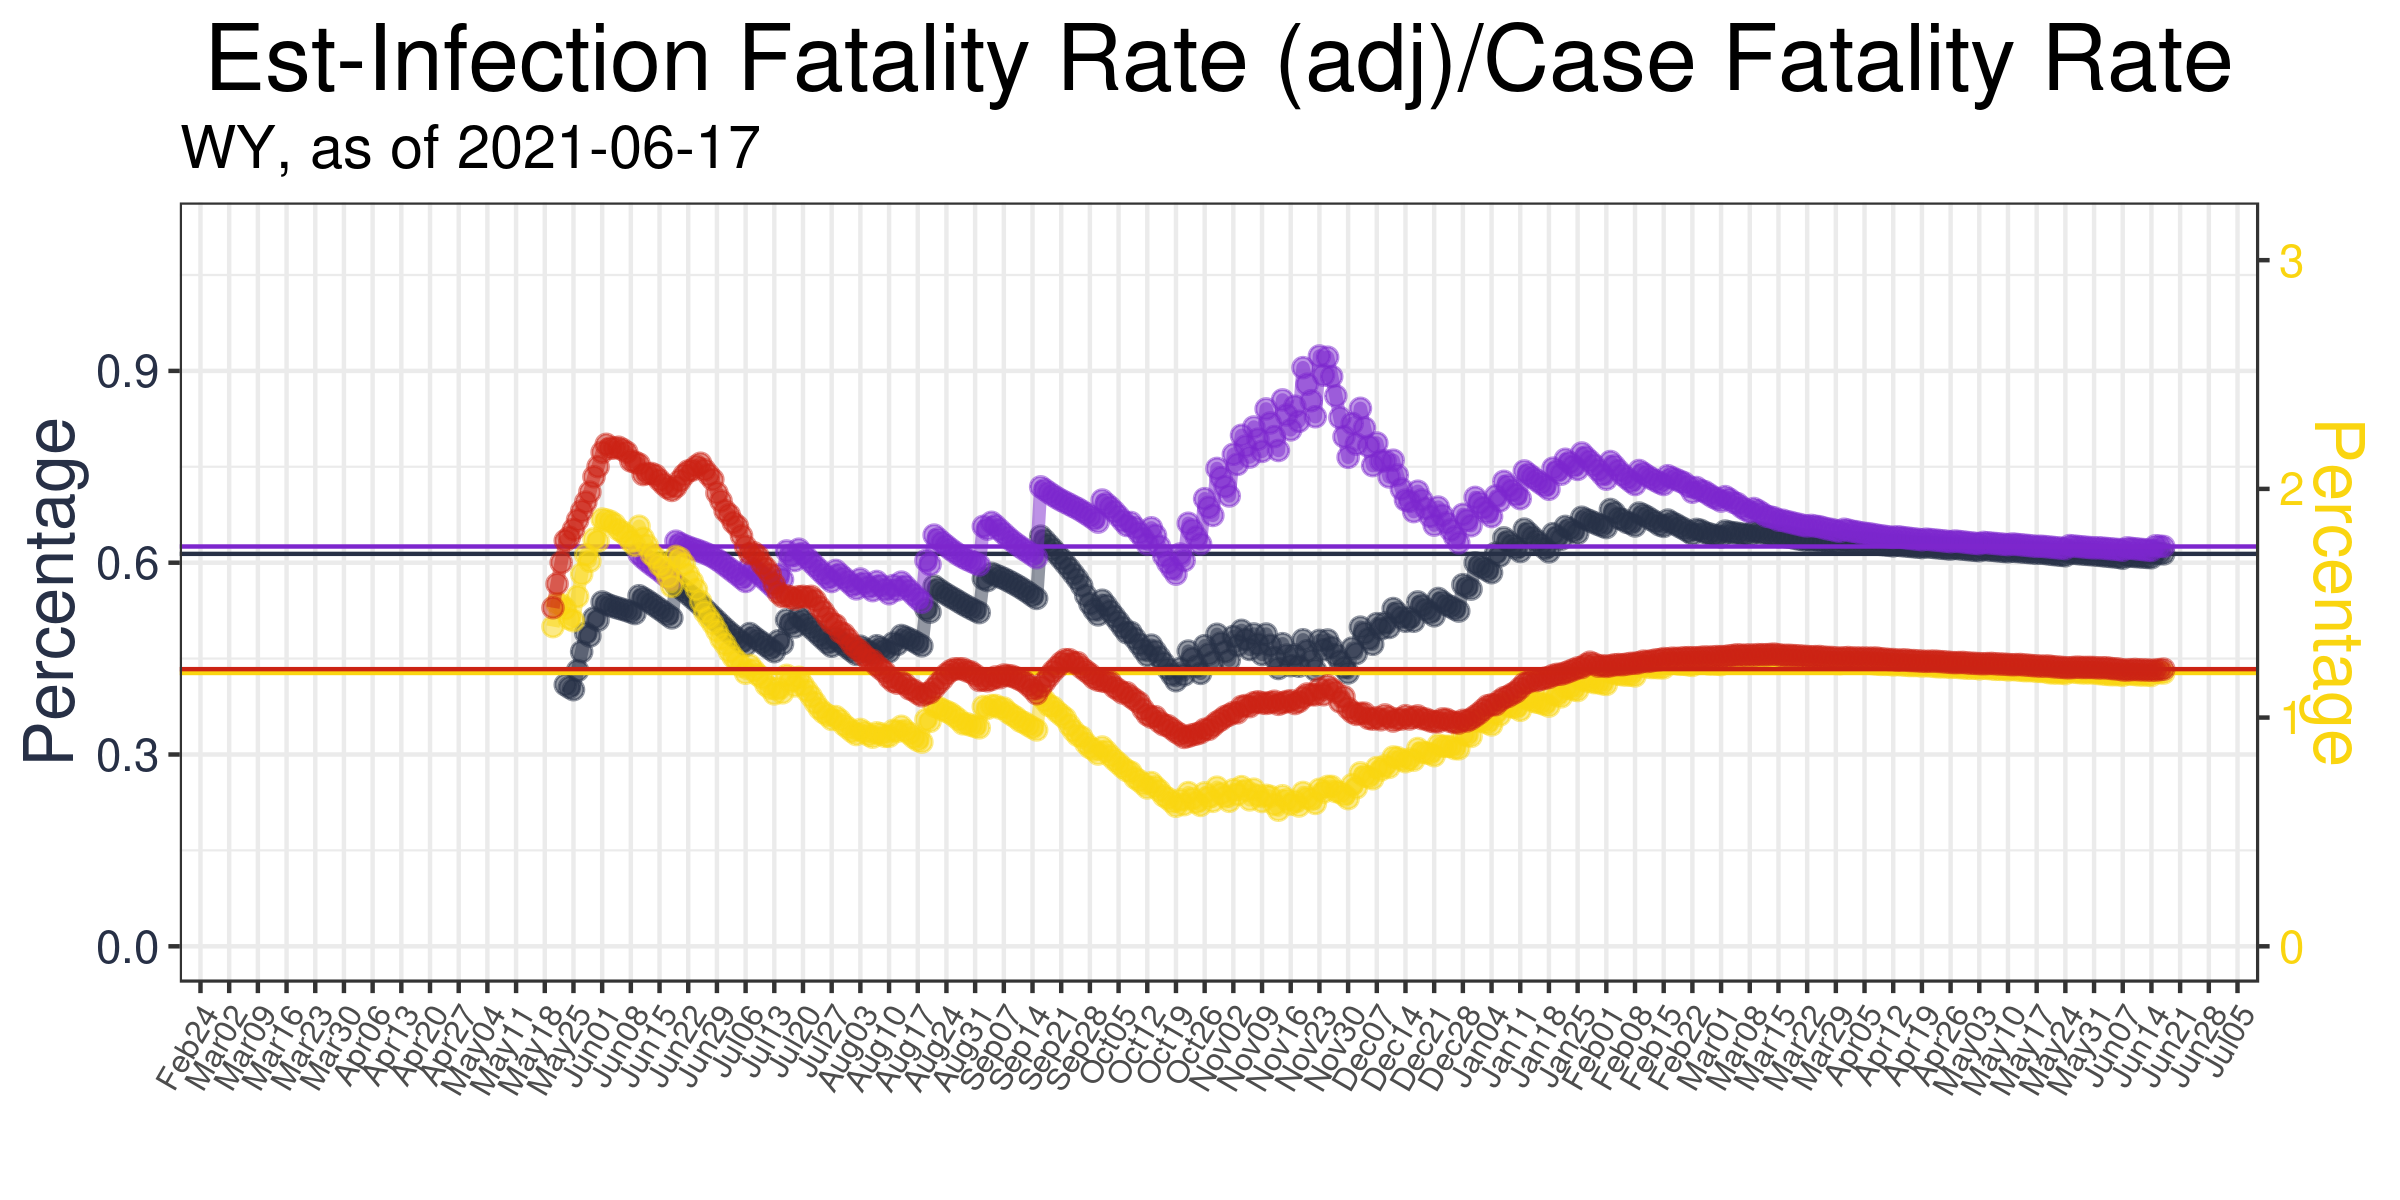 Est-Infection Fatality Rate (adj)/Case Fatality Rate
WY, as of 2021-06-17
Percentage
0.9
0.6
0.3
0.0
3
2
1
0
Percentage
Feb24
Mar02
Mar09
Mar16
Mar23
Mar30
Apr06
Apr13
Apr20
Apr27
May04
May11
May18
May25
Jun01
Jun08
Jun15
Jun22
Jun29
Jul06
Jul13
Jul20
Jul27
Aug03
Aug10
Aug17
Aug24
Aug31
Sep07
Sep14
Sep21
Sep28
Oct05
Oct12
Oct19
Oct26
Nov02
Nov09
Nov16
Nov23
Nov30
Dec07
Dec14
Dec21
Dec28
Jan04
Jan11
Jan18
Jan25
Feb01
Feb08
Feb15
Feb22
Mar01
Mar08
Mar15
Mar22
Mar29
Apr05
Apr12
Apr19
Apr26
May03
May10
May17
May24
May31
Jun07
Jun14
Jun21
Jun28
Jul05